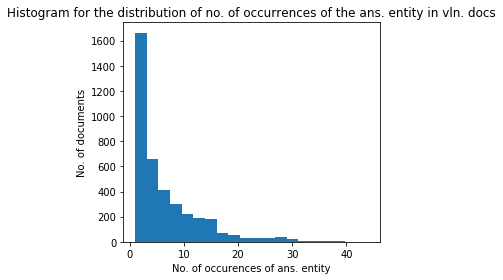 Histogram for the distribution of no. of occurrences of the ans. entity in vln. docs
1600
1400
1200
1000
800
600
400
200
0
No. of documents
0 10 20 30 40
No. of occurences of ans. entity